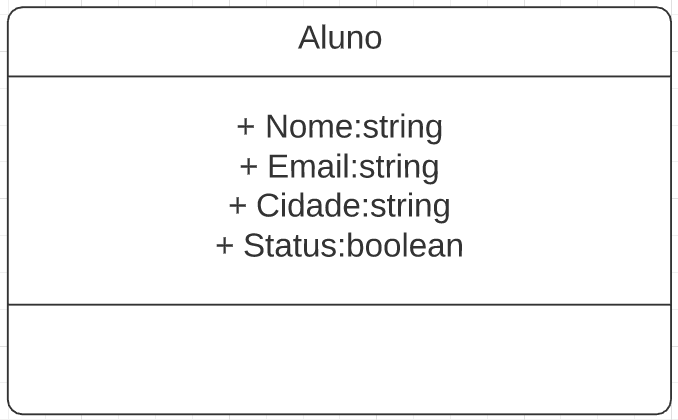 Aluno
+ Nome:string
+ Email:string
+ Cidade:string
+ Status:boolean